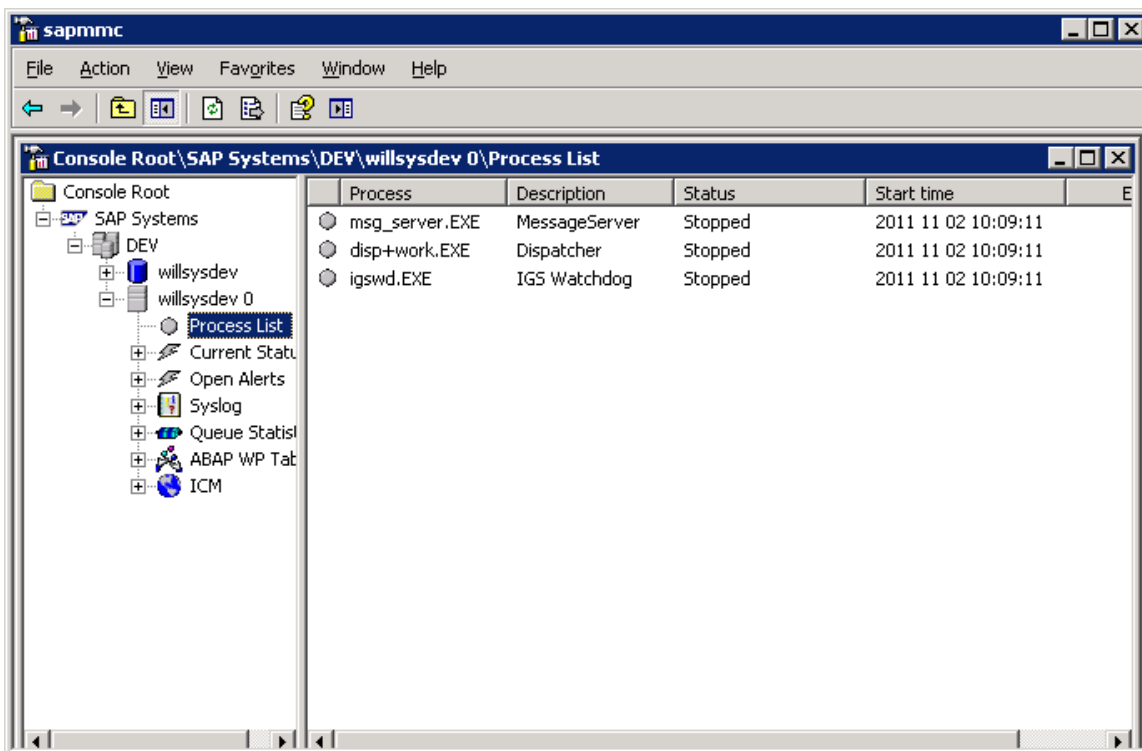 sapmmc
File Action View Favorites Window Help
Console Root\SAP Systems\DEV\willsysdev 0\Process List
Console Root
SAP SAP Systems
DEV
willsysdev
willsysdev 0
Process List
Current Statu
Open Alerts
Syslog
Queue Statist
ABAP WP Tab
ICM
Process Description Status Start time E
msg_server.EXE MessageServer Stopped 2011 11 02 10:09:11
disp+work.EXE Dispatcher Stopped 2011 11 02 10:09:11
igswd.EXE IGS Watchdog Stopped 2011 11 02 10:09:11